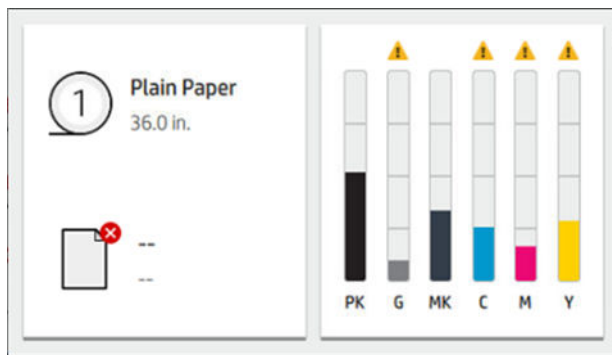 1
Plain Paper
36.0 in.
--
--
PK G MK C M Y